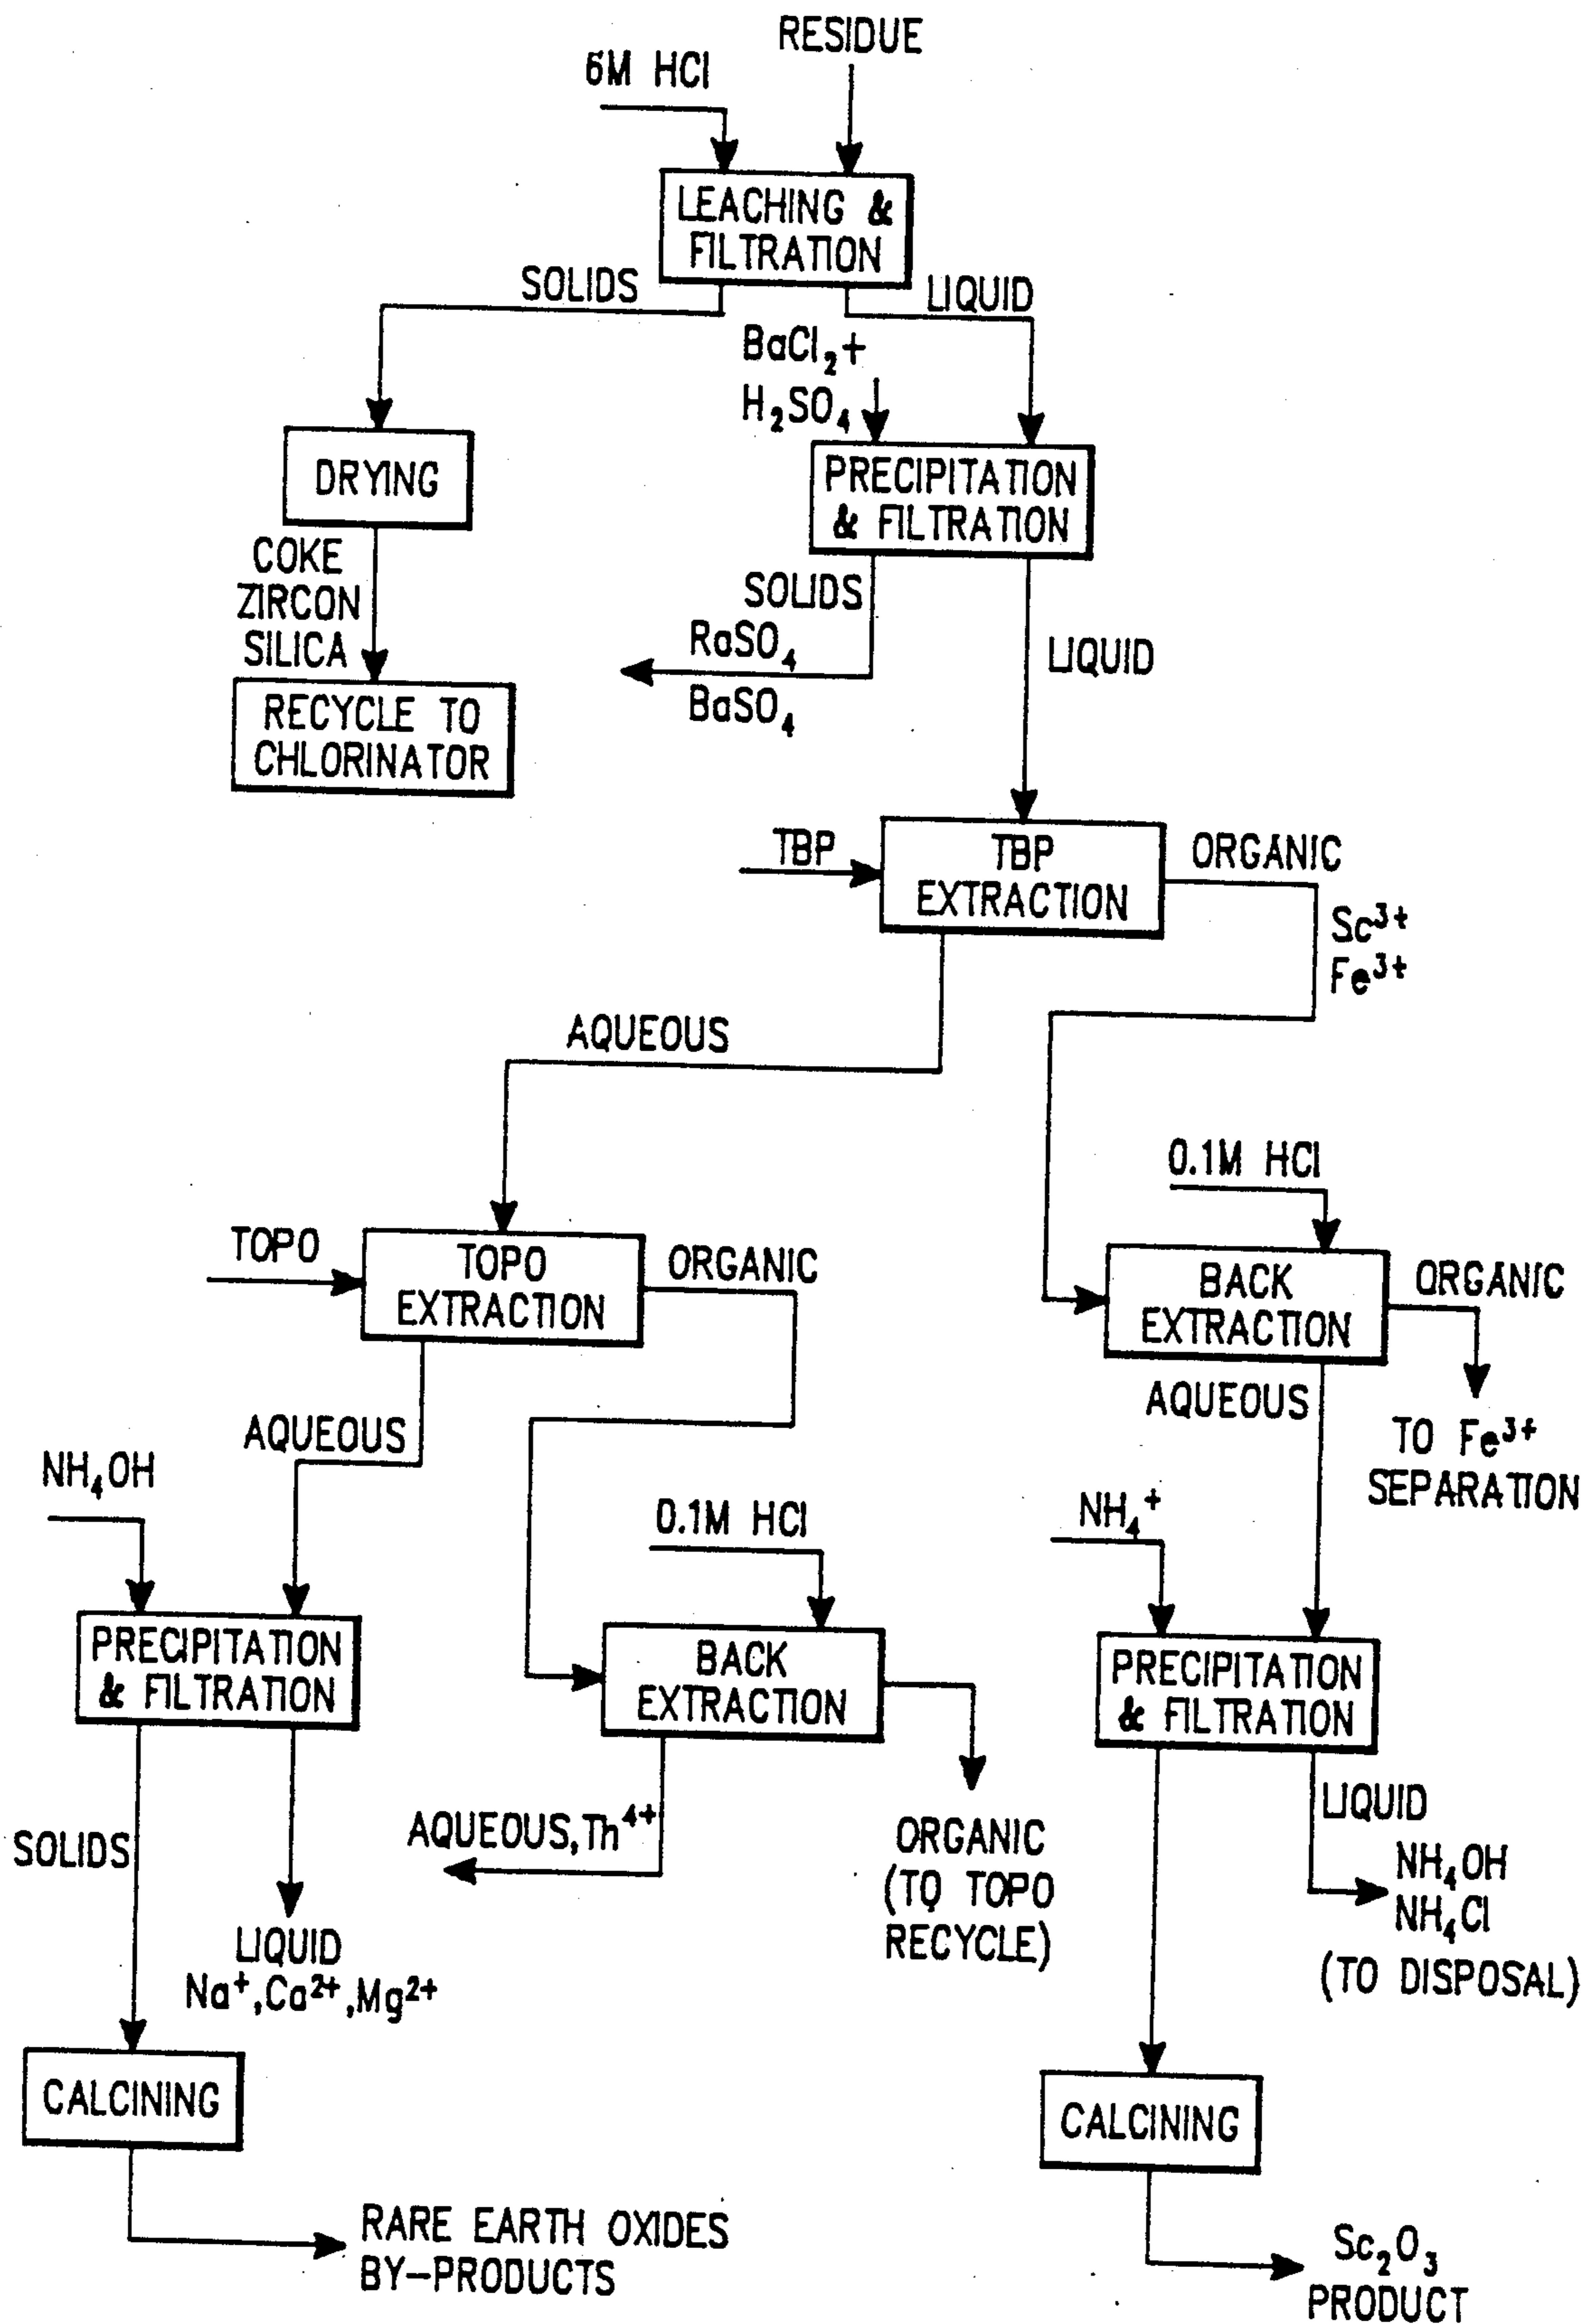 RESIDUE
6M HCl
LEACHING &
FILTRATION
SOLIDS
LIQUID
BaCl₂+
H₂SO₄
DRYING
PRECIPITATION
& FILTRATION
COKE
ZIRCON
SILICA
SOLIDS
RaSO₄
BaSO₄
LIQUID
RECYCLE TO
CHLORINATOR
TBP
TBP
EXTRACTION
ORGANIC
Sc³⁺
Fe³⁺
AQUEOUS
0.1M HCl
TOPO
TOPO
EXTRACTION
ORGANIC
BACK
EXTRACTION
ORGANIC
AQUEOUS
AQUEOUS
TO Fe³⁺
SEPARATION
NH₄OH
0.1M HCl
NH₄⁺
PRECIPITATION
& FILTRATION
BACK
EXTRACTION
PRECIPITATION
& FILTRATION
SOLIDS
AQUEOUS,Th⁴⁺
ORGANIC
(TO TOPO
RECYCLE)
LIQUID
NH₄OH
NH₄Cl
(TO DISPOSAL)
LIQUID
Na⁺,Ca²⁺,Mg²⁺
CALCINING
CALCINING
RARE EARTH OXIDES
BY-PRODUCTS
Sc₂O₃
PRODUCT